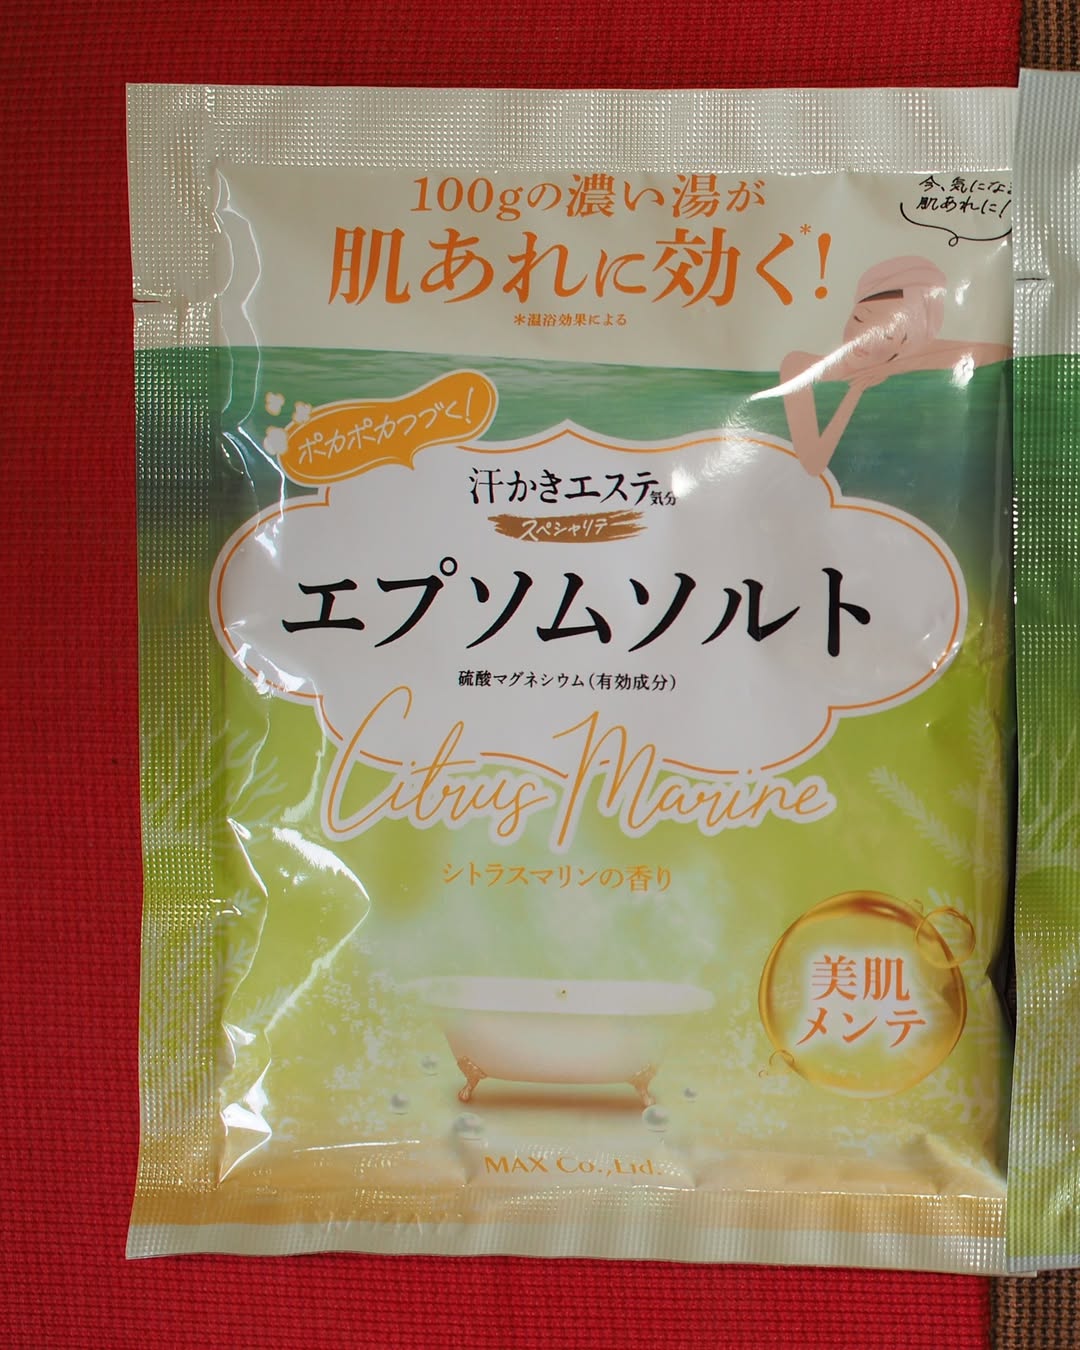 100gの濃い湯が
肌あれに効く*!
*温浴効果による
今、気になる
肌あれに!
ポカポカつづく!
汗かきエステ気分
スペシャリテ
エプソムソルト
硫酸マグネシウム(有効成分)
Citrus Marine
シトラスマリンの香り
美肌
メンテ
MAX Co.,Ltd.